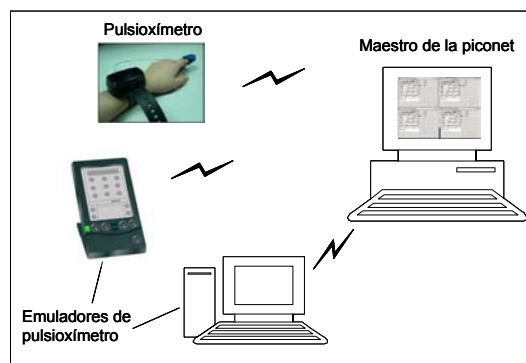 Pulsioxímetro
Maestro de la piconet
Emuladores de
pulsioxímetro